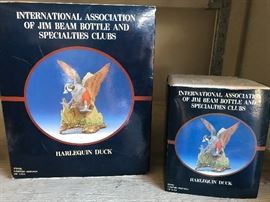 INTERNATIONAL ASSOCIATION
OF JIM BEAM BOTTLE AND
SPECIALTIES CLUBS
HARLEQUIN DUCK
INTERNATIONAL ASSOCIATION
OF JIM BEAM BOTTLE AND
SPECIALTIES CLUBS
HARLEQUIN DUCK